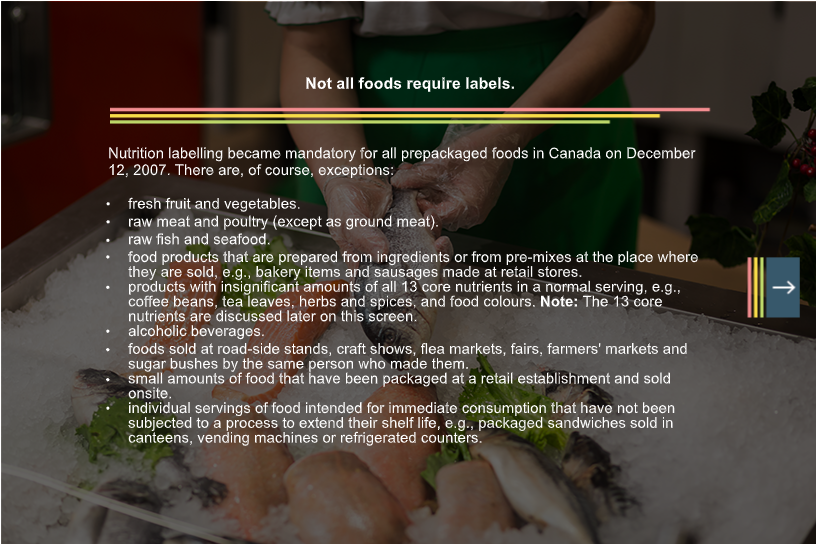 Not all foods require labels.
Nutrition labelling became mandatory for all prepackaged foods in Canada on December
12, 2007. There are, of course, exceptions:
• fresh fruit and vegetables.
• raw meat and poultry (except as ground meat).
• raw fish and seafood.
• food products that are prepared from ingredients or from pre-mixes at the place where
they are sold, e.g., bakery items and sausages made at retail stores.
• products with insignificant amounts of all 13 core nutrients in a normal serving, e.g.,
coffee beans, tea leaves, herbs and spices, and food colours. Note: The 13 core
nutrients are discussed later on this screen.
• alcoholic beverages.
• foods sold at road-side stands, craft shows, flea markets, fairs, farmers' markets and
sugar bushes by the same person who made them.
• small amounts of food that have been packaged at a retail establishment and sold
onsite.
• individual servings of food intended for immediate consumption that have not been
subjected to a process to extend their shelf life, e.g., packaged sandwiches sold in
canteens, vending machines or refrigerated counters.